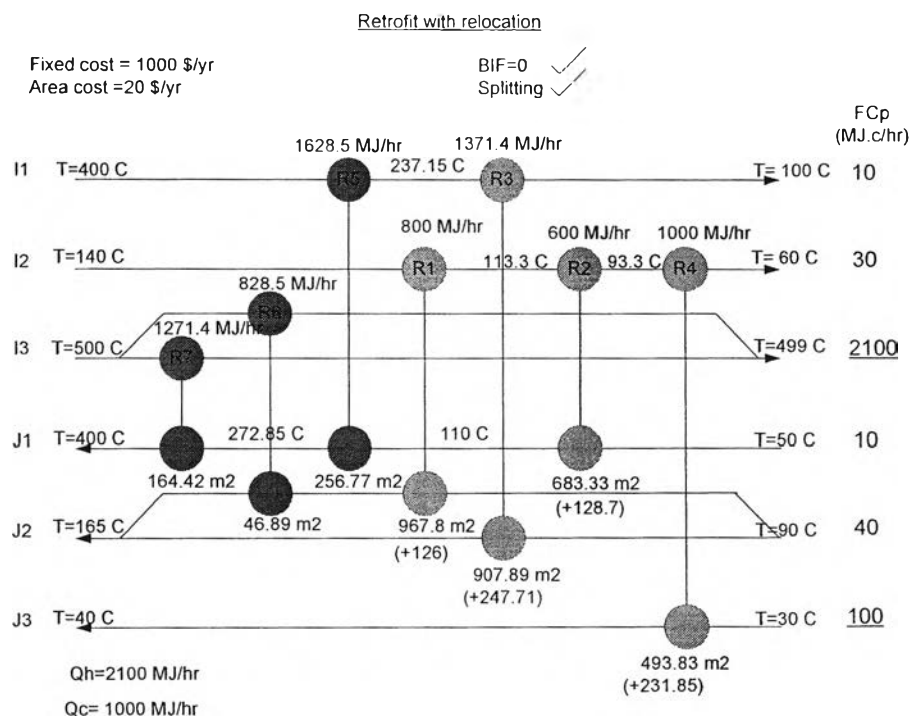 Retrofit with relocation
Fixed cost = 1000 $/yr
Area cost =20 $/yr
BIF=0
Splitting
FCp
(MJ.c/hr)
1628.5 MJ/hr
1371.4 MJ/hr
I1 T=400 C R5 237.15 C R3 T= 100 C 10
800 MJ/hr 600 MJ/hr 1000 MJ/hr
I2 T=140 C R1 113.3 C R2 93.3 C R4 T= 60 C 30
828.5 MJ/hr
R6
1271.4 MJ/hr
I3 T=500 C R7 T=499 C 2100
J1 T=400 C 272.85 C 110 C T=50 C 10
164.42 m2 256.77 m2 683.33 m2
(+128.7)
46.89 m2 967.8 m2
(+126)
J2 T=165 C T=90 C 40
907.89 m2
(+247.71)
J3 T=40 C T=30 C 100
493.83 m2
(+231.85)
Qh=2100 MJ/hr
Qc= 1000 MJ/hr